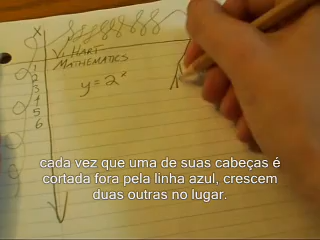 X
Vi HART
MATHEMATICS
1
2
3
4
5
6
y=2ˣ
cada vez que uma de suas cabeças é
cortada fora pela linha azul, crescem
duas outras no lugar.